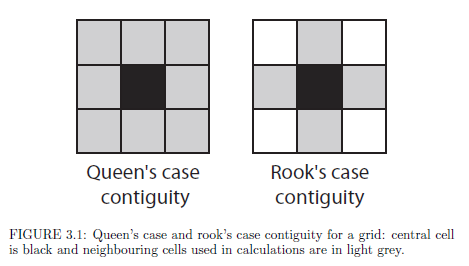 Queen's case
contiguity
Rook's case
contiguity
FIGURE 3.1: Queen's case and rook's case contiguity for a grid: central cell
is black and neighbouring cells used in calculations are in light grey.